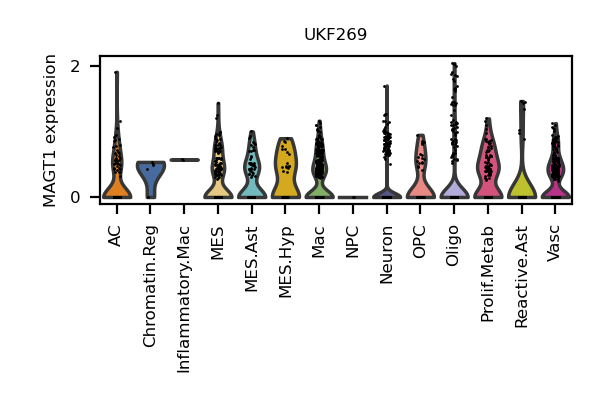 UKF269
MAGT1 expression
2
0
AC
Chromatin.Reg
Inflammatory.Mac
MES
MES.Ast
MES.Hyp
Mac
NPC
Neuron
OPC
Oligo
Prolif.Metab
Reactive.Ast
Vasc